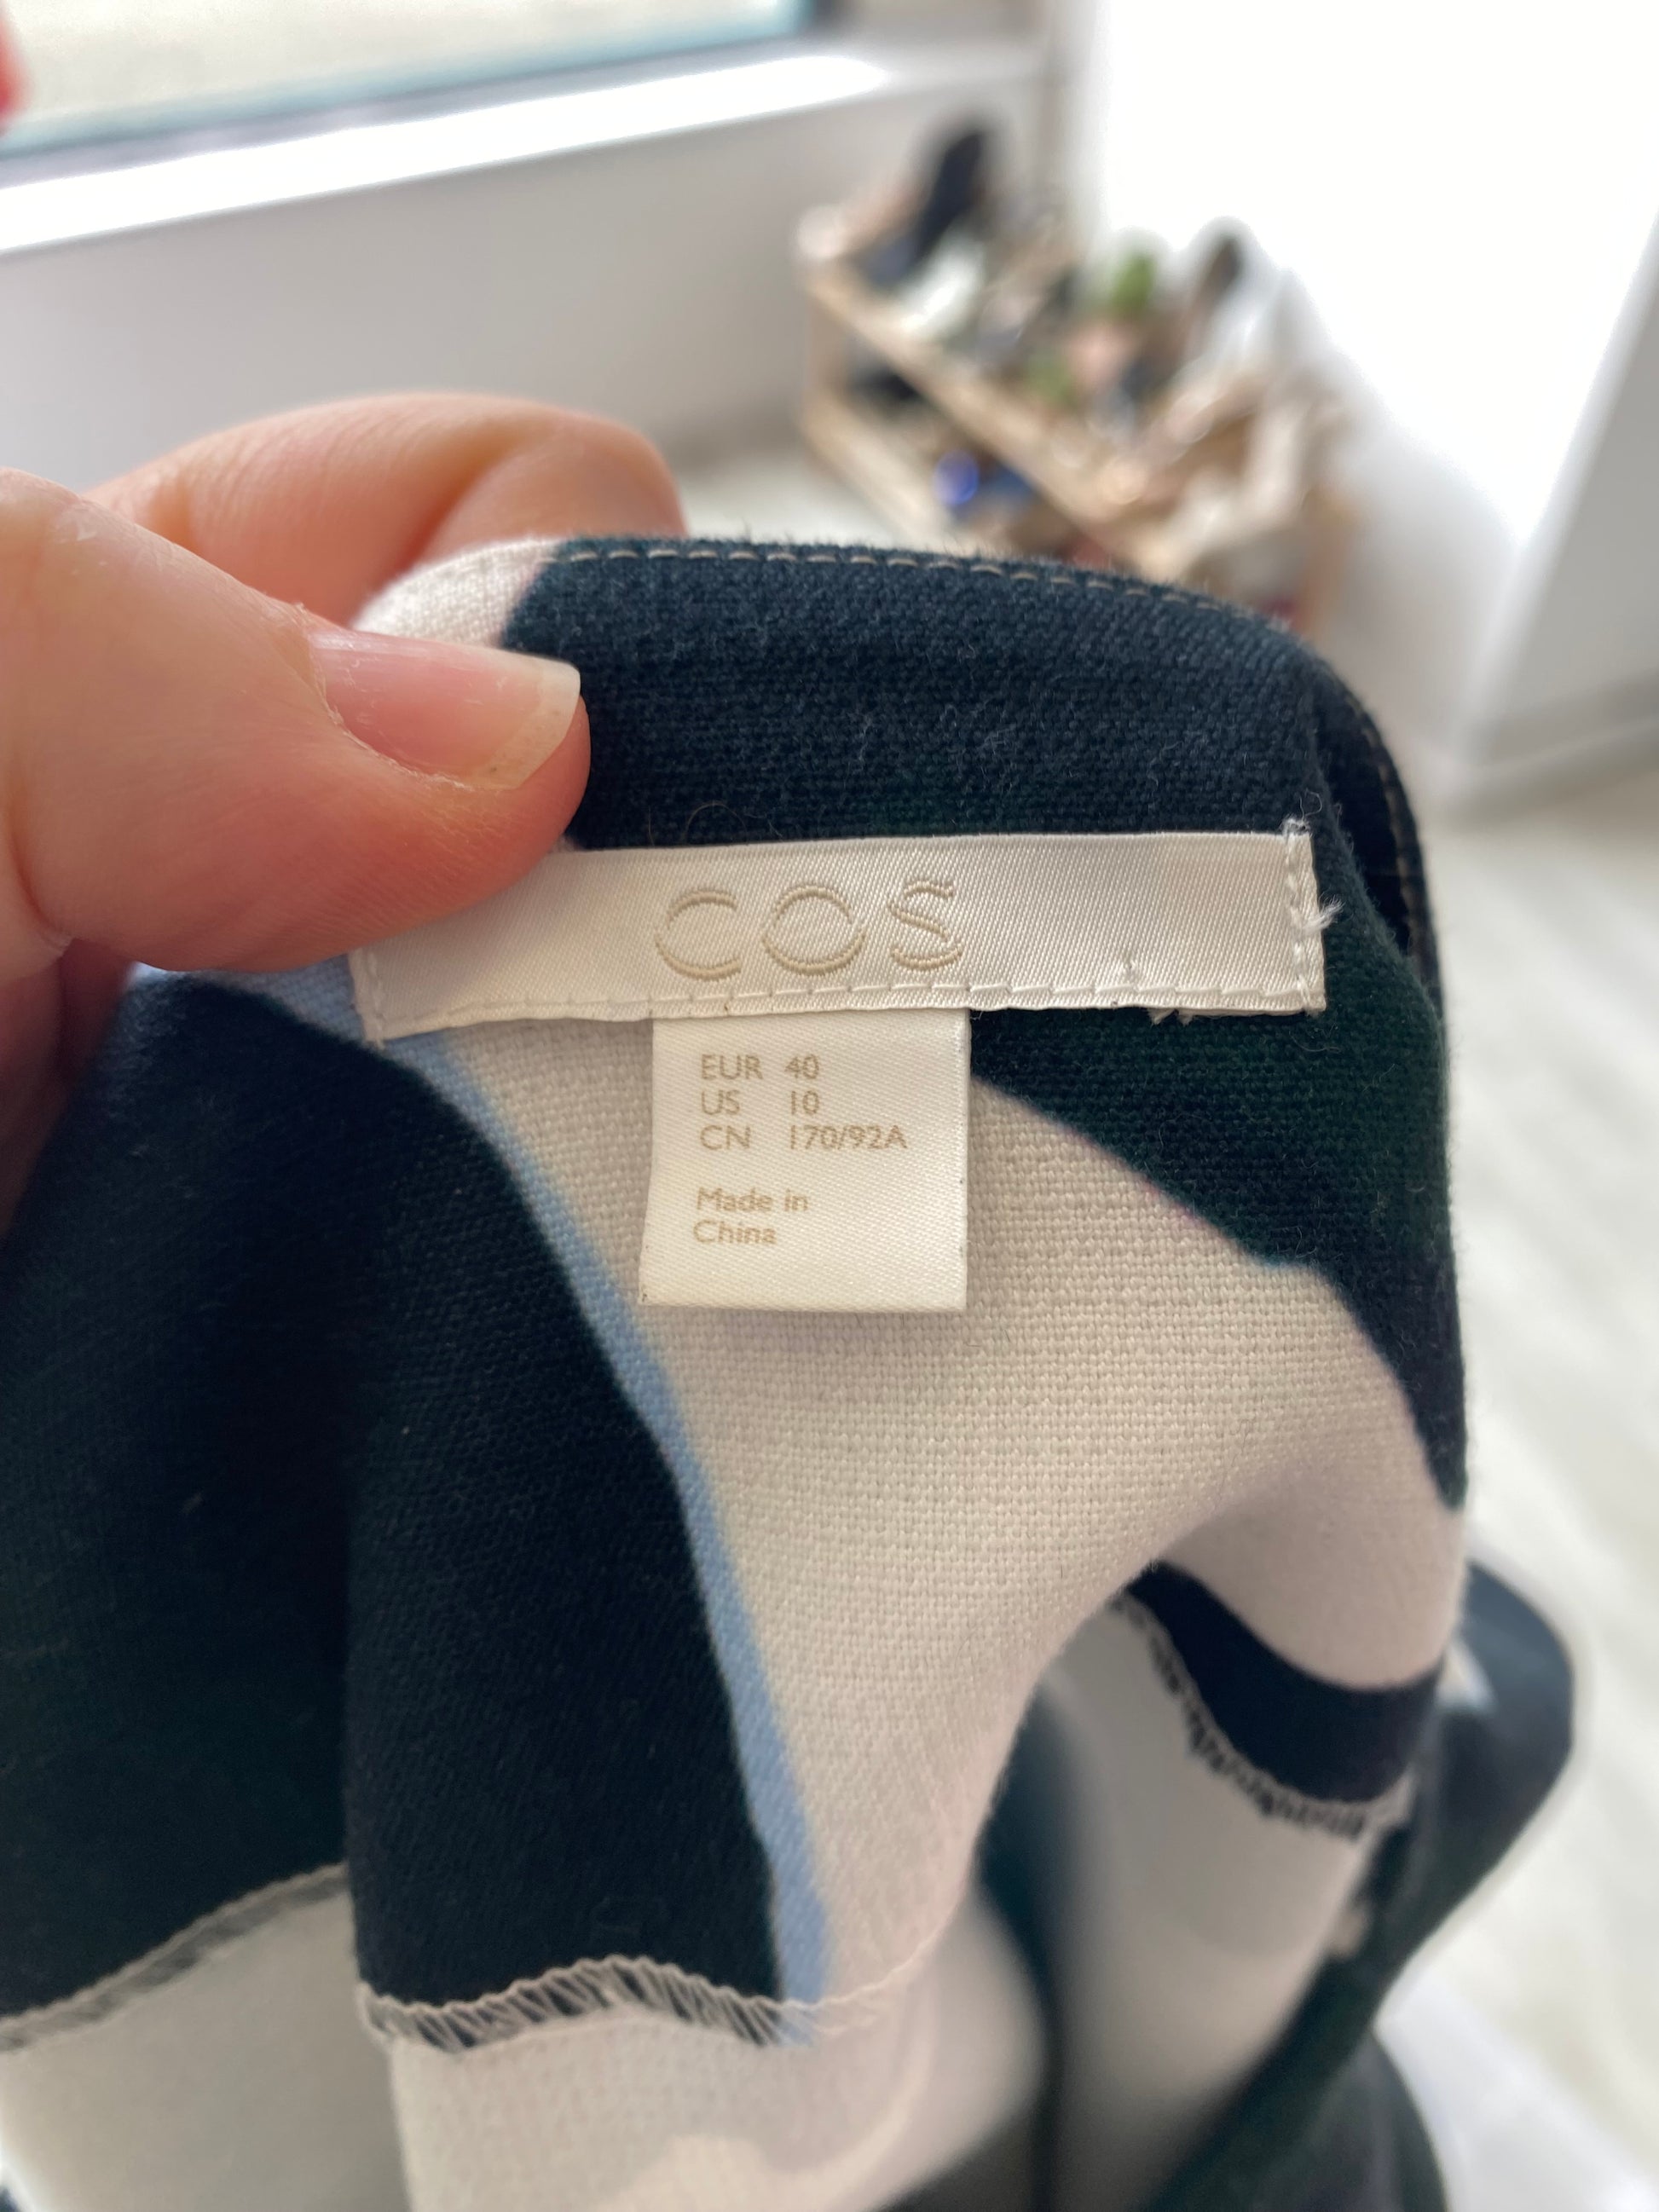 COS
EUR 40
US 10
CN 170/92A
Made in
China